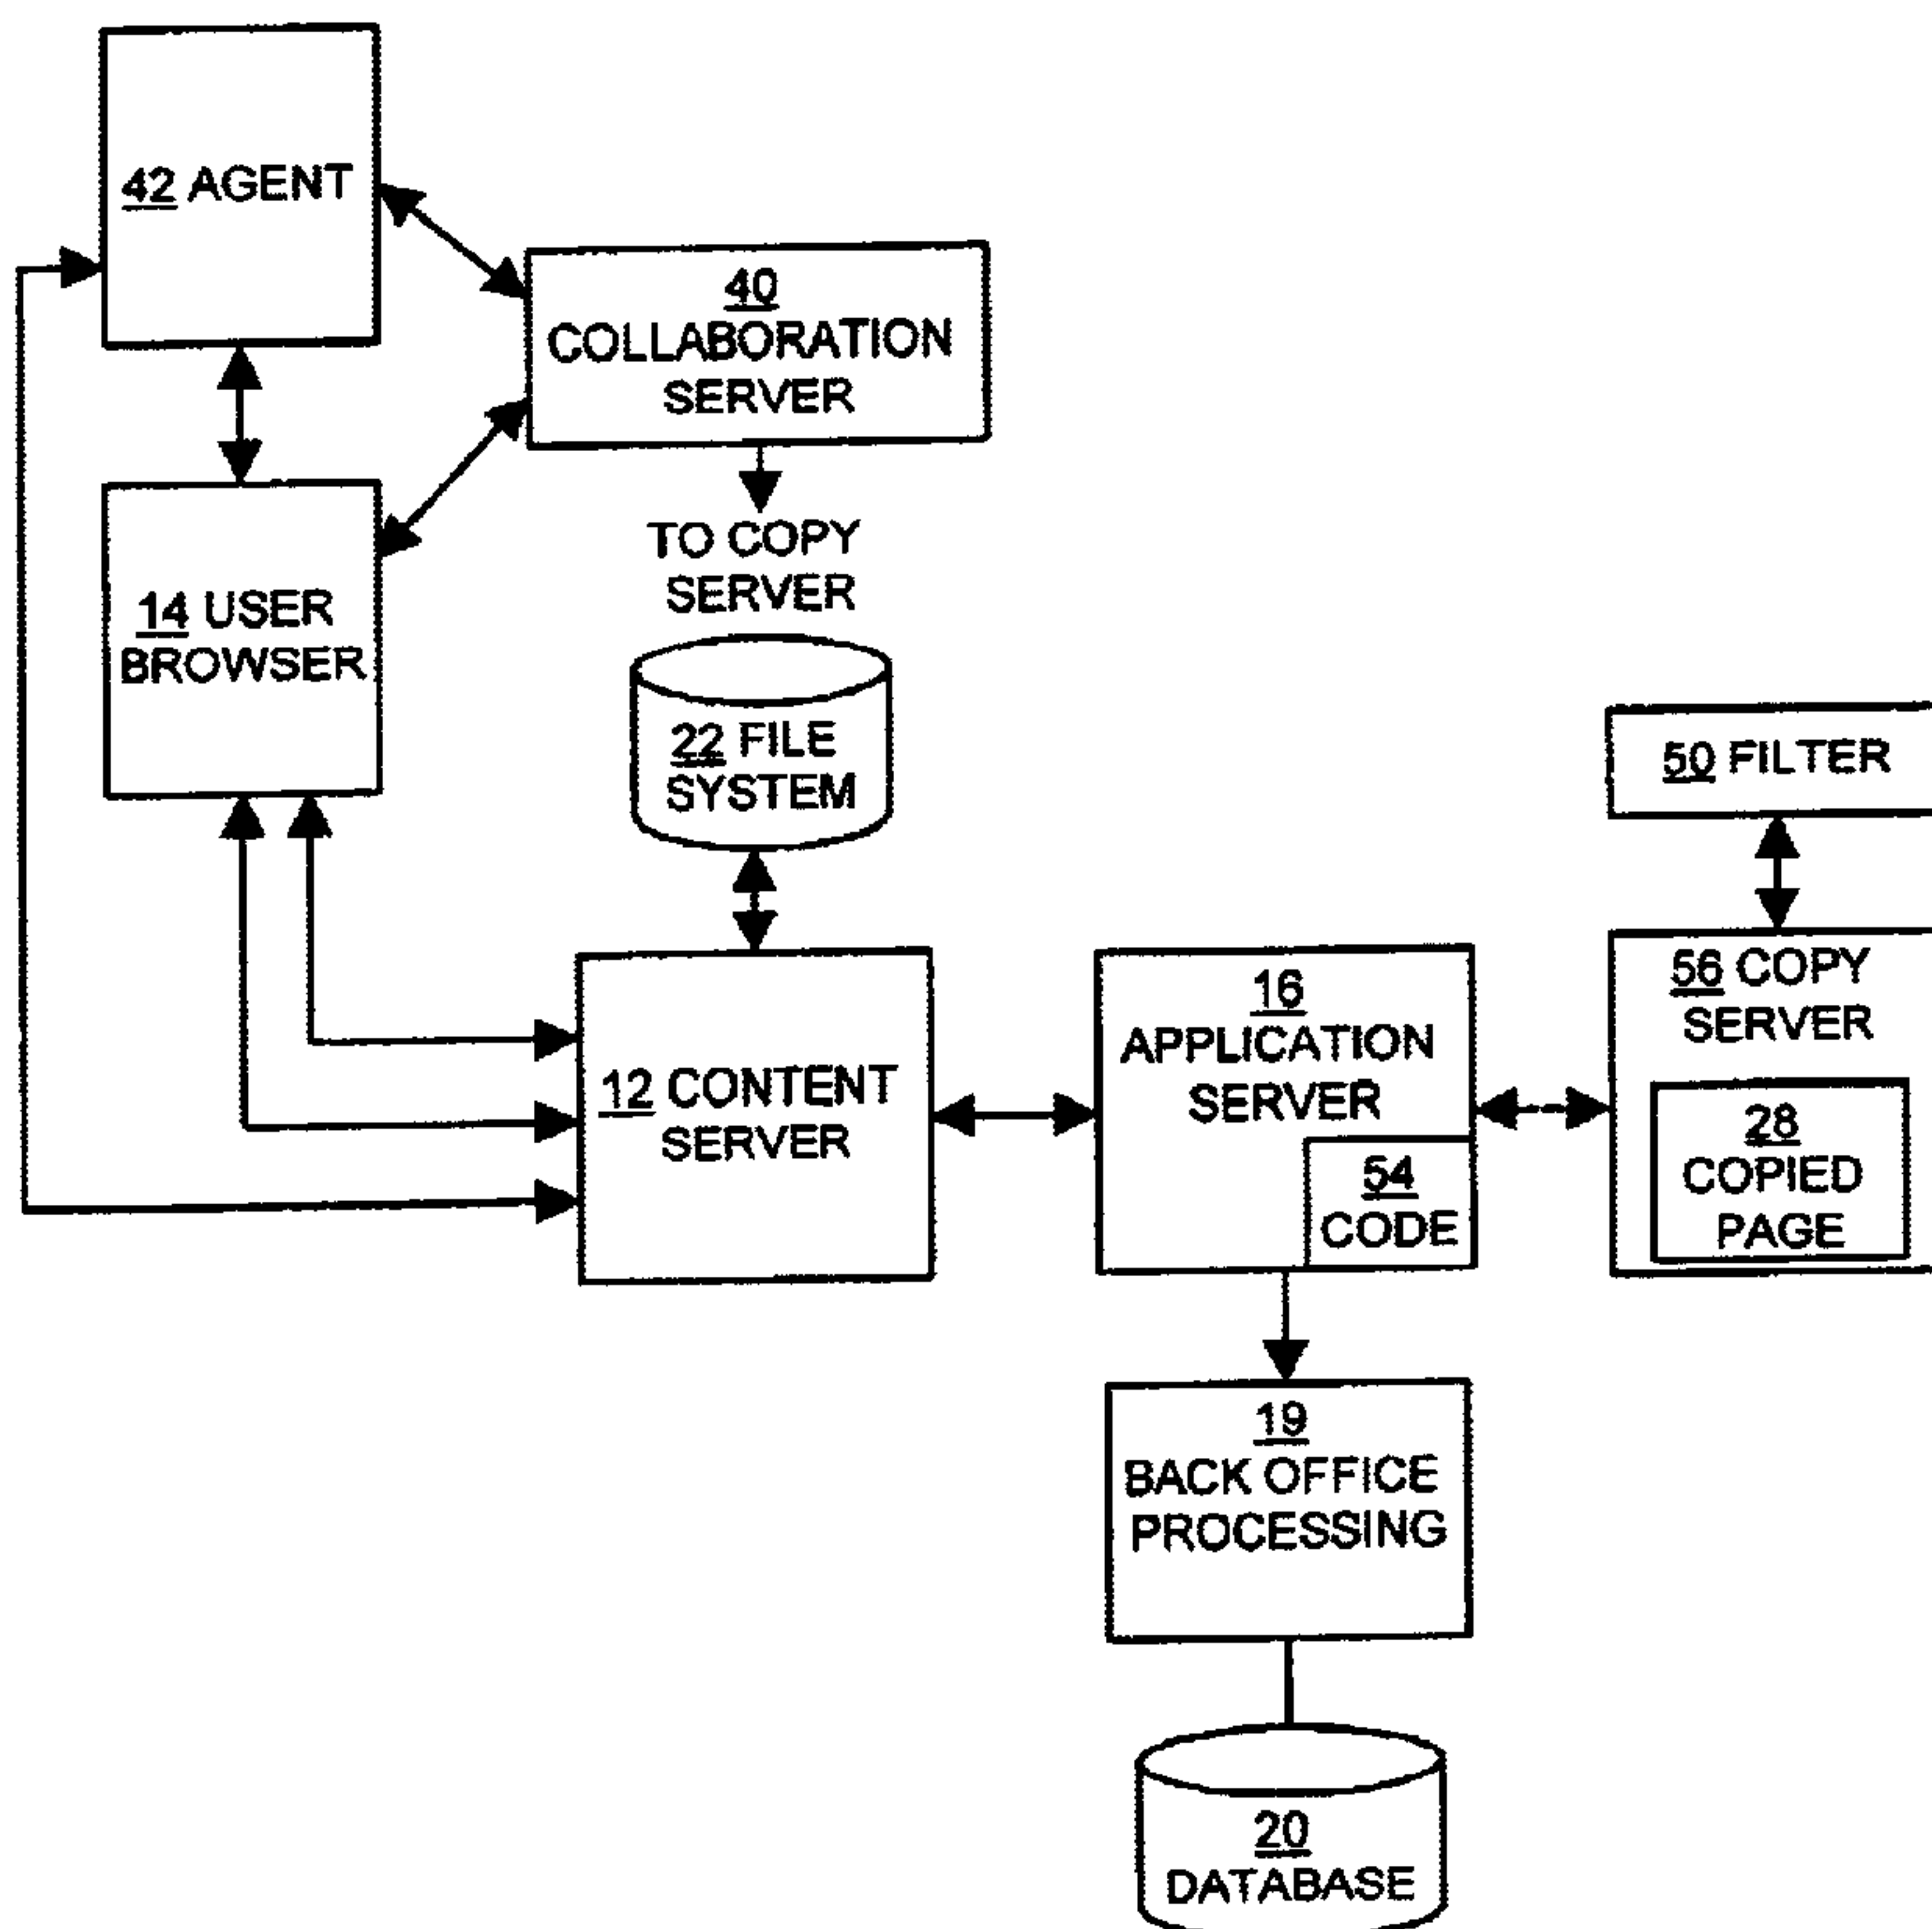 42 AGENT
40
COLLABORATION
SERVER
TO COPY
SERVER
14 USER
BROWSER
22 FILE
SYSTEM
50 FILTER
12 CONTENT
SERVER
16
APPLICATION
SERVER
54
CODE
56 COPY
SERVER
28
COPIED
PAGE
19
BACK OFFICE
PROCESSING
20
DATABASE